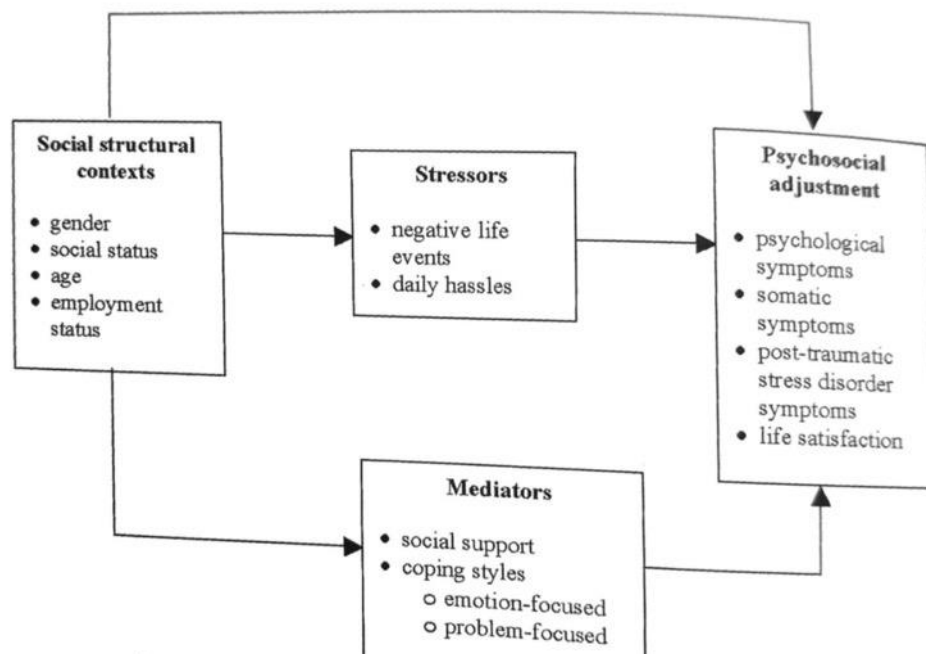 Social structural
contexts
• gender
• social status
• age
• employment
status
Stressors
• negative life
events
• daily hassles
Psychosocial
adjustment
• psychological
symptoms
• somatic
symptoms
• post-traumatic
stress disorder
symptoms
• life satisfaction
Mediators
• social support
• coping styles
o emotion-focused
o problem-focused